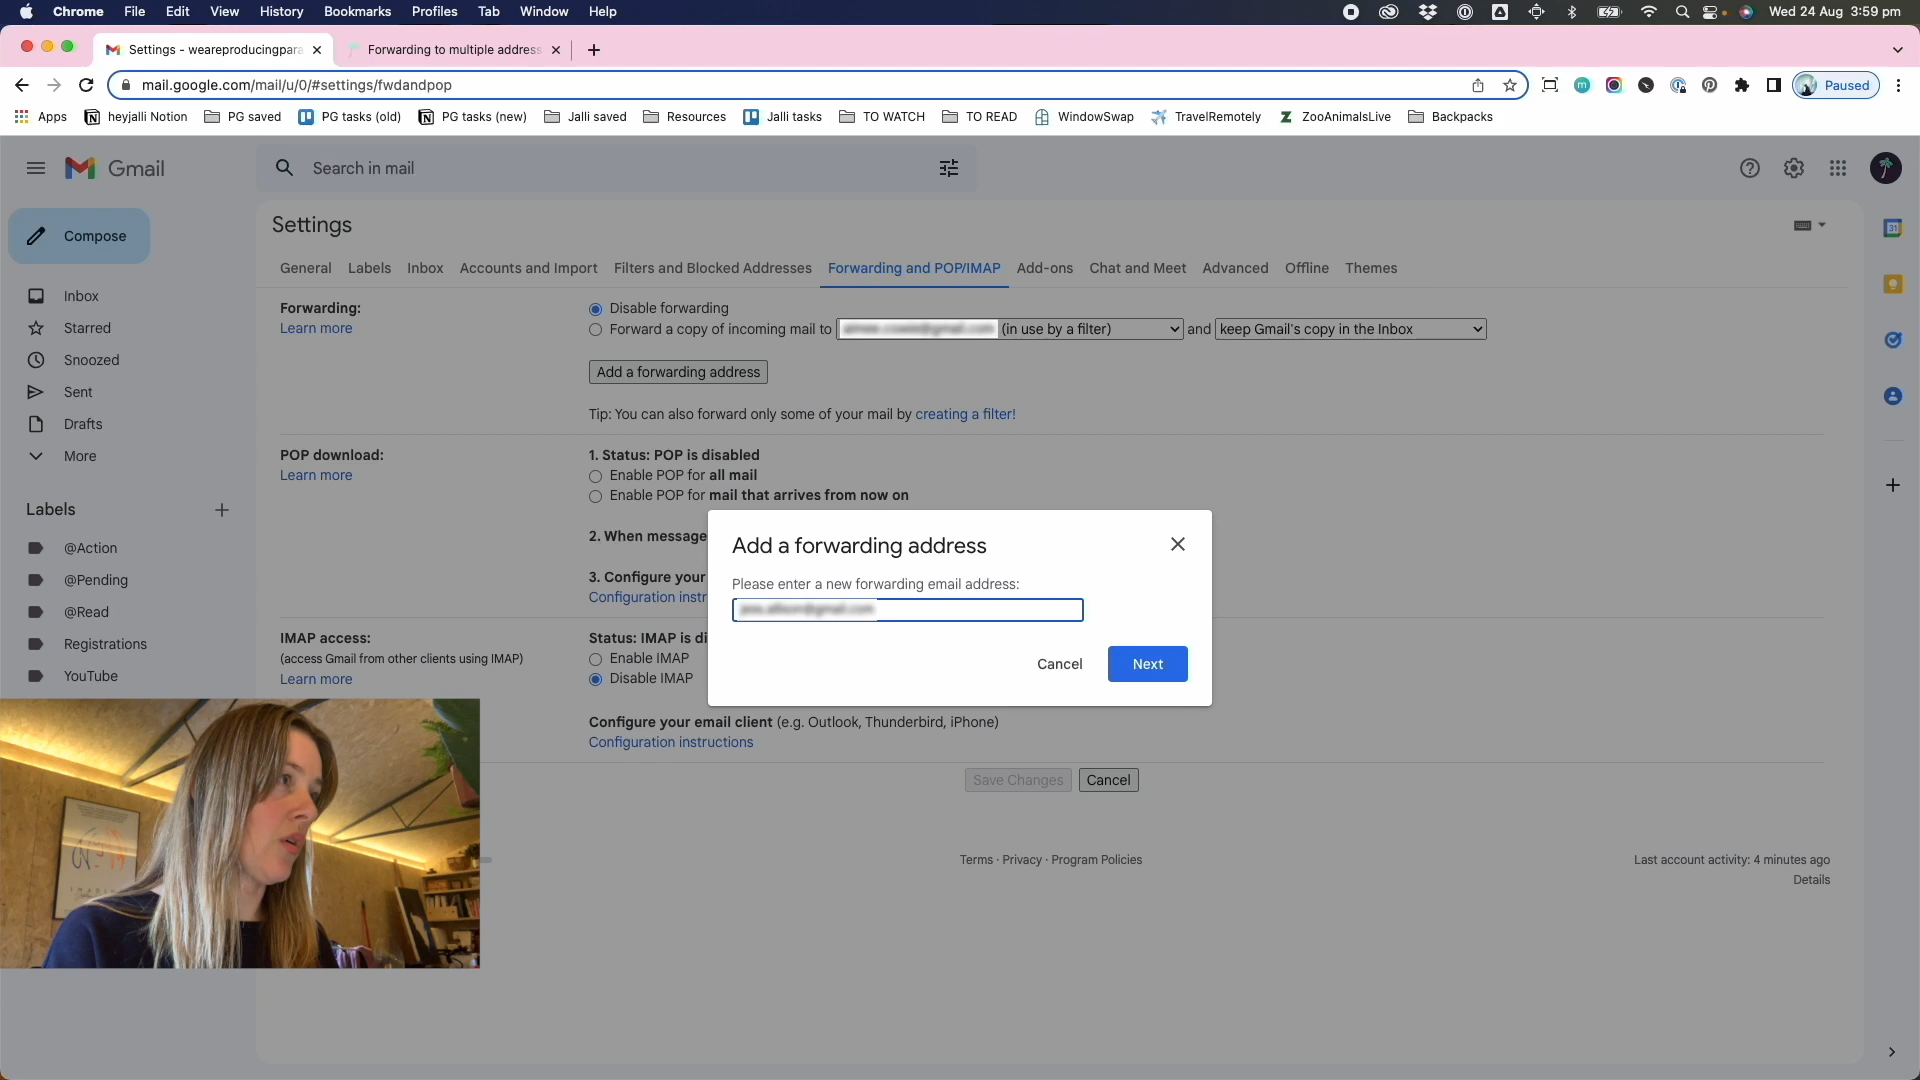 Chrome File Edit View History Bookmarks Profiles Tab Window Help Wed 24 Aug 3:59 pm
Settings - weareproducingpara Forwarding to multiple address
mail.google.com/mail/u/0/#settings/fwdandpop Paused
Apps heyjalli Notion PG saved PG tasks (old) PG tasks (new) Jalli saved Resources Jalli tasks TO WATCH TO READ WindowSwap TravelRemotely ZooAnimalsLive Backpacks
Gmail Search in mail
Compose
Inbox
Starred
Snoozed
Sent
Drafts
More
Labels
@Action
@Pending
@Read
Registrations
YouTube
Settings
General Labels Inbox Accounts and Import Filters and Blocked Addresses Forwarding and POP/IMAP Add-ons Chat and Meet Advanced Offline Themes
Forwarding: Disable forwarding
Learn more Forward a copy of incoming mail to (in use by a filter) and keep Gmail's copy in the Inbox
Add a forwarding address
Tip: You can also forward only some of your mail by creating a filter!
POP download: 1. Status: POP is disabled
Learn more Enable POP for all mail
Enable POP for mail that arrives from now on
2. When message
3. Configure your
Configuration instr
IMAP access: Status: IMAP is di
(access Gmail from other clients using IMAP) Enable IMAP
Learn more Disable IMAP
Configure your email client (e.g. Outlook, Thunderbird, iPhone)
Configuration instructions
Add a forwarding address
Please enter a new forwarding email address:
Cancel Next
Save Changes Cancel
Terms · Privacy · Program Policies Last account activity: 4 minutes ago
Details